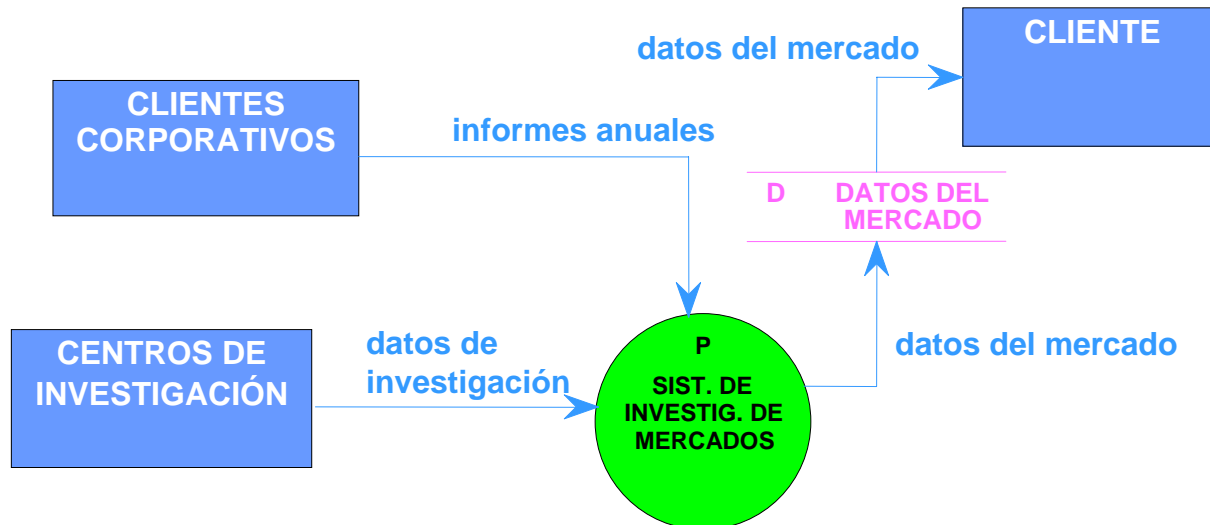 CLIENTE
datos del mercado
CLIENTES
CORPORATIVOS
informes anuales
D DATOS DEL
MERCADO
CENTROS DE
INVESTIGACIÓN
datos de
investigación
P
SIST. DE
INVESTIG. DE
MERCADOS
datos del mercado